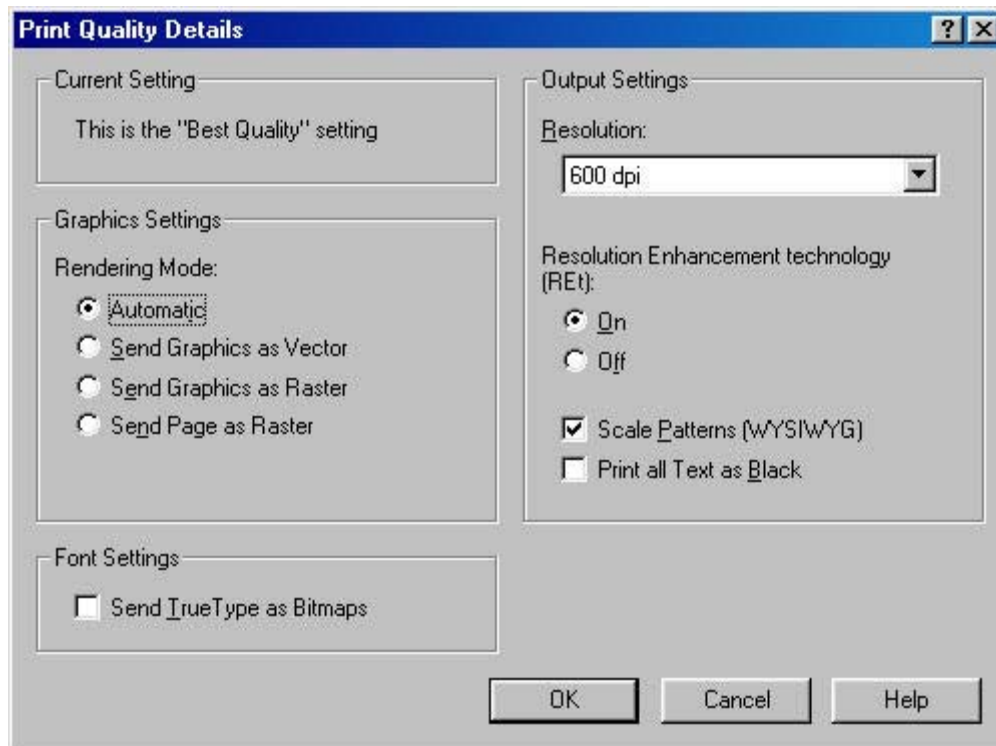 Print Quality Details
Current Setting
This is the "Best Quality" setting
Graphics Settings
Rendering Mode:
Automatic
Send Graphics as Vector
Send Graphics as Raster
Send Page as Raster
Font Settings
Send TrueType as Bitmaps
Output Settings
Resolution:
600 dpi
Resolution Enhancement technology
(REt):
On
Off
Scale Patterns (WYSIWYG)
Print all Text as Black
OK
Cancel
Help